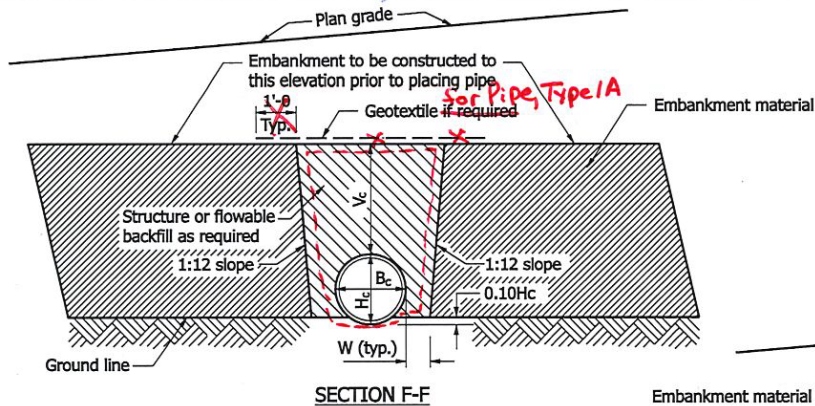 Plan grade
Embankment to be constructed to
this elevation prior to placing pipe
for Pipe, Type 1A
1'-0
Typ.
Geotextile if required
Embankment material
Vc
Structure or flowable
backfill as required
1:12 slope
1:12 slope
Bc
Hc
0.10Hc
W (typ.)
Ground line
SECTION F-F
Embankment material